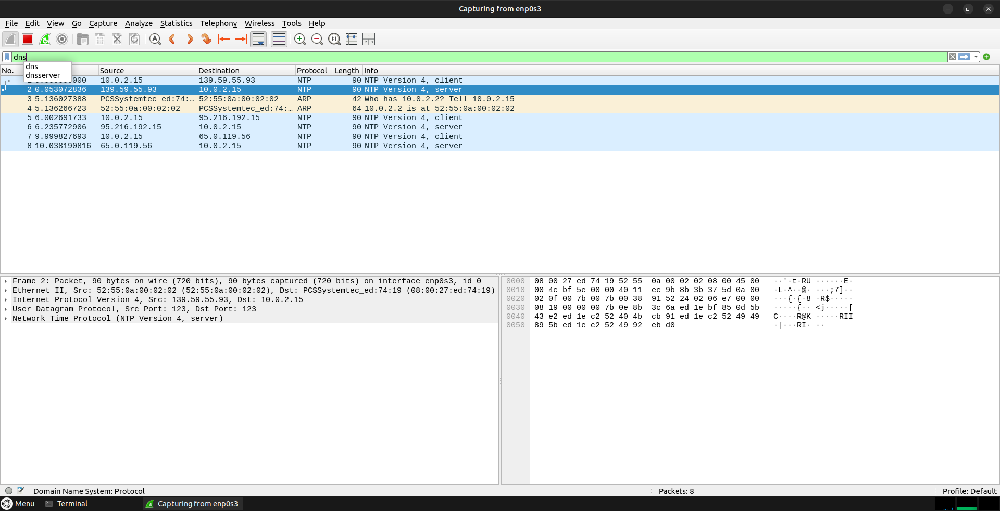 Capturing from enp0s3
File Edit View Go Capture Analyze Statistics Telephony Wireless Tools Help
dns
dns
dnsserver
No. Source Destination Protocol Length Info
000 10.0.2.15 139.59.55.93 NTP 90 NTP Version 4, client
2 0.053072836 139.59.55.93 10.0.2.15 NTP 90 NTP Version 4, server
3 5.136027388 PCSSystemtec_ed:74:… 52:55:0a:00:02:02 ARP 42 Who has 10.0.2.2? Tell 10.0.2.15
4 5.136266723 52:55:0a:00:02:02 PCSSystemtec_ed:74:… ARP 64 10.0.2.2 is at 52:55:0a:00:02:02
5 6.002691733 10.0.2.15 95.216.192.15 NTP 90 NTP Version 4, client
6 6.235772906 95.216.192.15 10.0.2.15 NTP 90 NTP Version 4, server
7 9.999827693 10.0.2.15 65.0.119.56 NTP 90 NTP Version 4, client
8 10.038190816 65.0.119.56 10.0.2.15 NTP 90 NTP Version 4, server
Frame 2: Packet, 90 bytes on wire (720 bits), 90 bytes captured (720 bits) on interface enp0s3, id 0
Ethernet II, Src: 52:55:0a:00:02:02 (52:55:0a:00:02:02), Dst: PCSSystemtec_ed:74:19 (08:00:27:ed:74:19)
Internet Protocol Version 4, Src: 139.59.55.93, Dst: 10.0.2.15
User Datagram Protocol, Src Port: 123, Dst Port: 123
Network Time Protocol (NTP Version 4, server)
0000 08 00 27 ed 74 19 52 55 0a 00 02 02 08 00 45 00 ··'·t·RU ······E·
0010 00 4c bf 5e 00 00 40 11 ec 9b 8b 3b 37 5d 0a 00 ·L·^··@· ···;7]··
0020 02 0f 00 7b 00 7b 00 38 91 52 24 02 06 e7 00 00 ···{·{·8 ·R$·····
0030 08 19 00 00 00 7b 0e 8b 3c 6a ed 1e bf 85 0d 5b ·····{·· <j·····[
0040 43 e2 ed 1e c2 52 40 4b cb 91 ed 1e c2 52 49 49 C····R@K ·····RII
0050 89 5b ed 1e c2 52 49 92 eb d0 ·[···RI· ··
Domain Name System: Protocol Packets: 8 Profile: Default
Menu Terminal Capturing from enp0s3